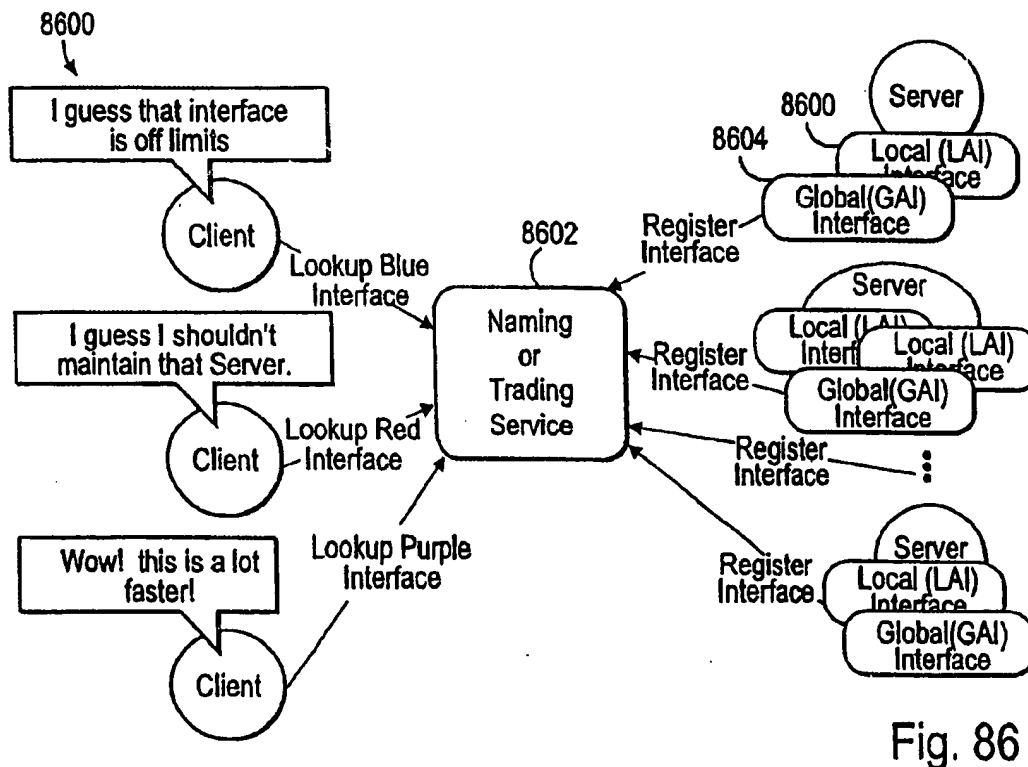 8600
I guess that interface
is off limits
Client
Lookup Blue
Interface
I guess I shouldn't
maintain that Server.
Client
Lookup Red
Interface
Wow! this is a lot
faster!
Client
Lookup Purple
Interface
8602
Naming
or
Trading
Service
Server
8600
Local (LAI)
Interface
8604
Global(GAI)
Interface
Register
Interface
Server
Local (LAI)
Interface
Local (LAI)
Global(GAI)
Interface
Register
Interface
Register
Interface
Server
Local (LAI)
Interface
Global(GAI)
Interface
Register
Interface
Fig. 86